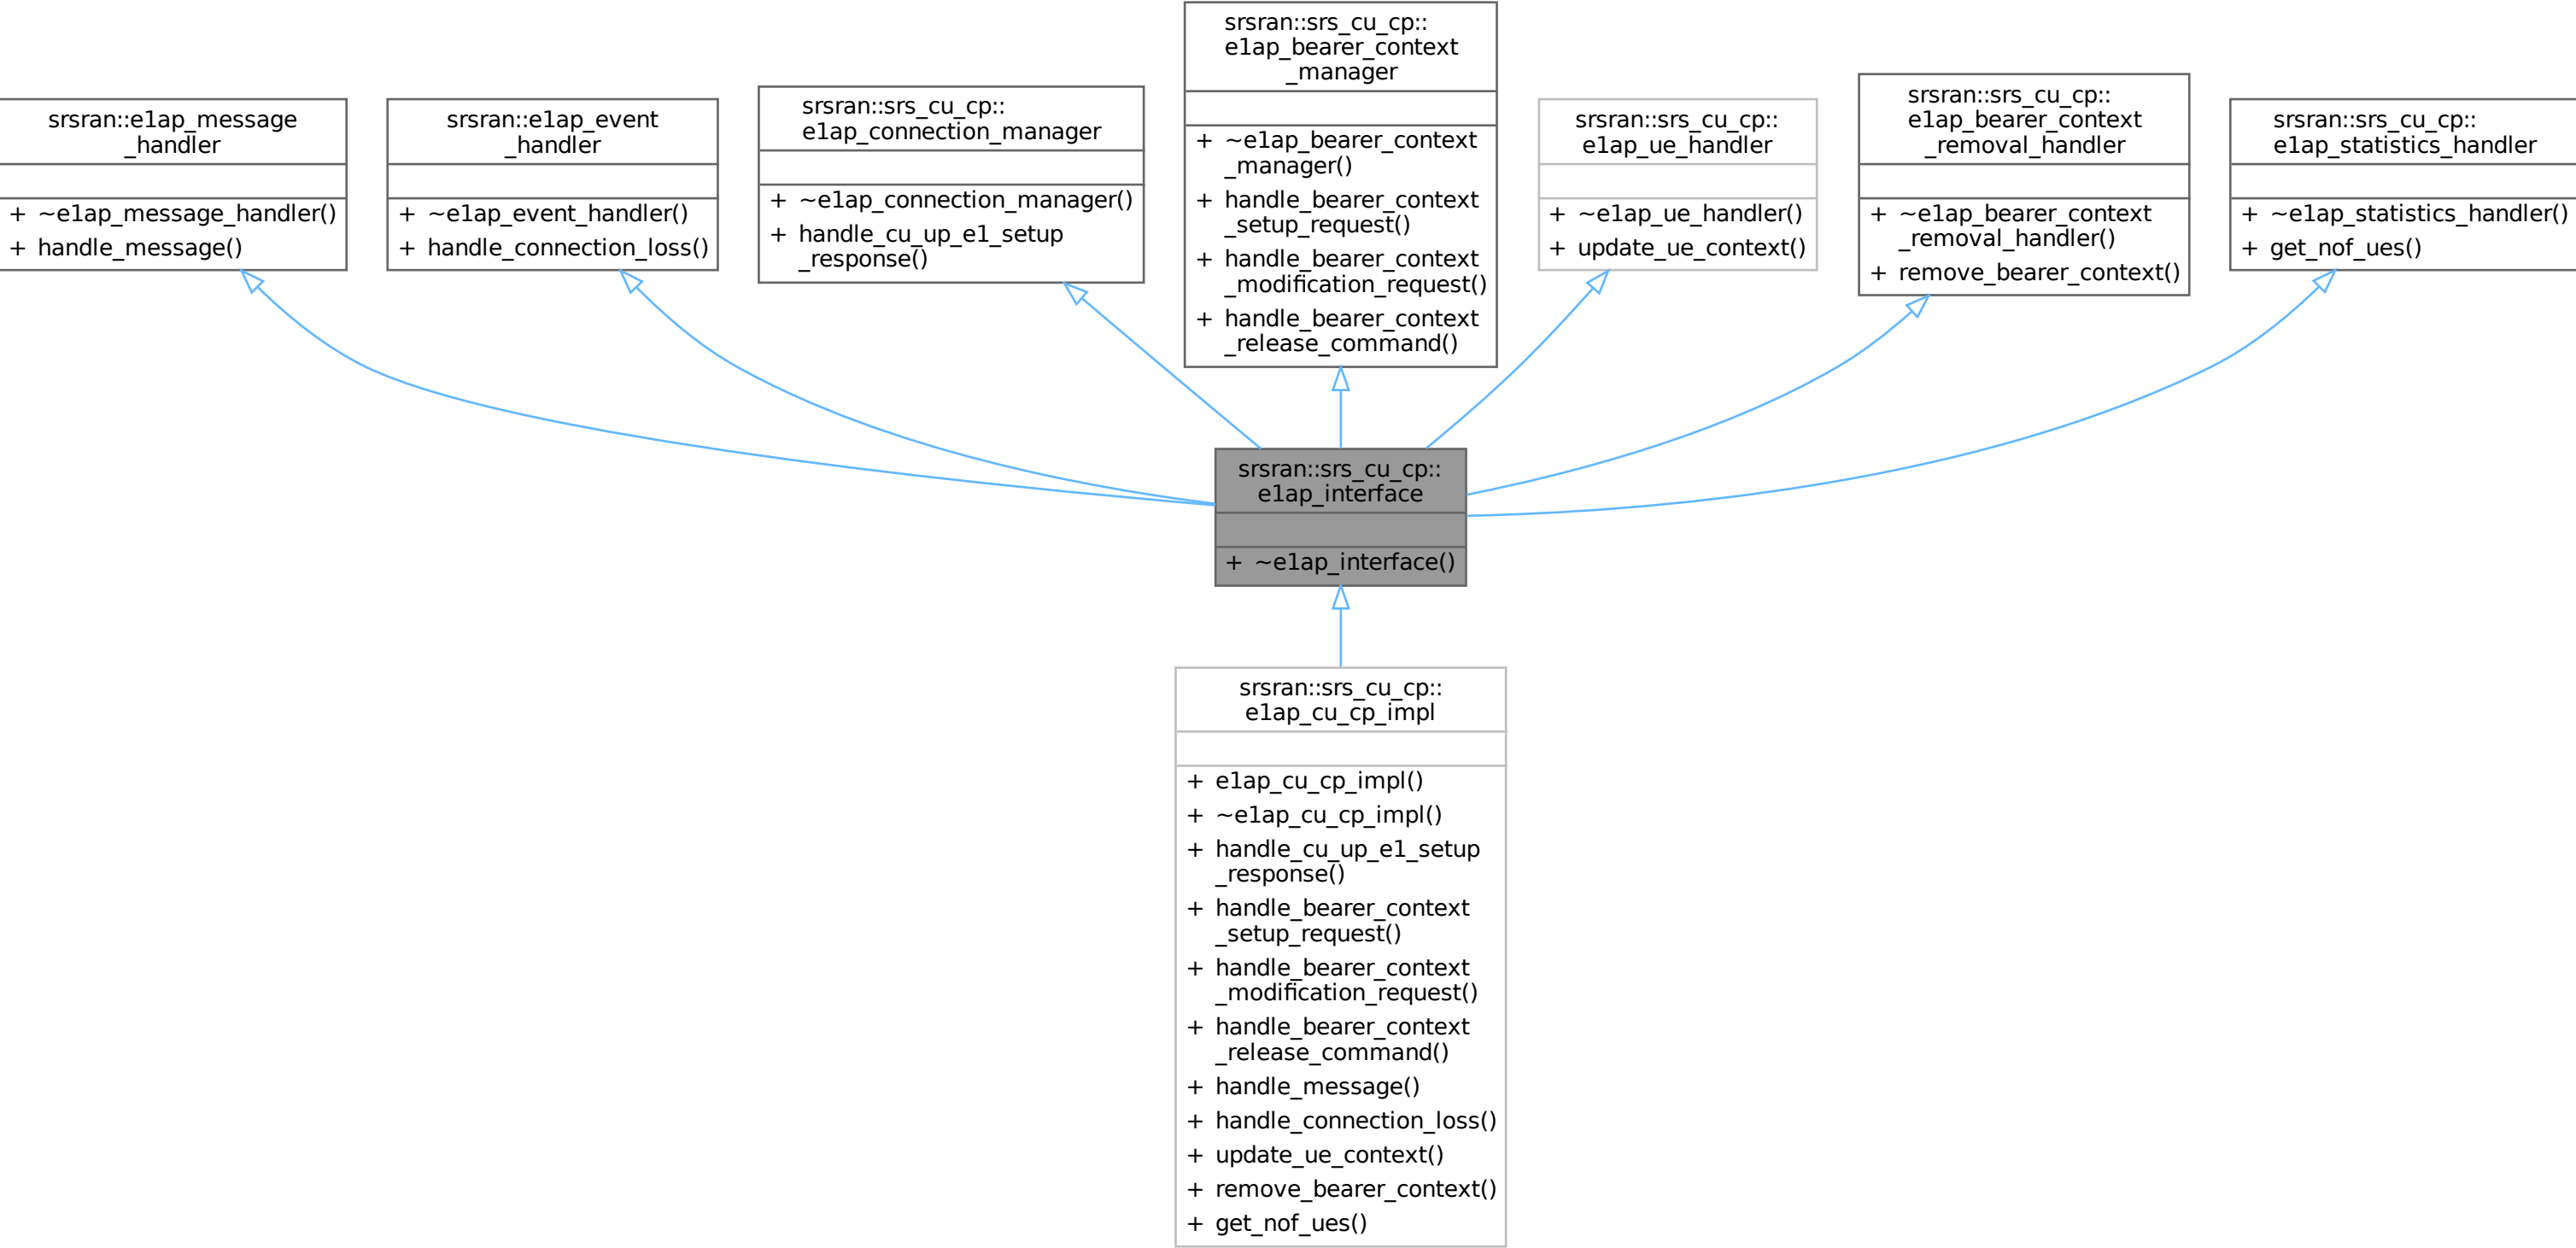 srsran::e1ap_message
_handler
+ ~e1ap_message_handler()
+ handle_message()
srsran::e1ap_event
_handler
+ ~e1ap_event_handler()
+ handle_connection_loss()
srsran::srs_cu_cp::
e1ap_connection_manager
+ ~e1ap_connection_manager()
+ handle_cu_up_e1_setup
_response()
srsran::srs_cu_cp::
e1ap_bearer_context
_manager
+ ~e1ap_bearer_context
_manager()
+ handle_bearer_context
_setup_request()
+ handle_bearer_context
_modification_request()
+ handle_bearer_context
_release_command()
srsran::srs_cu_cp::
e1ap_ue_handler
+ ~e1ap_ue_handler()
+ update_ue_context()
srsran::srs_cu_cp::
e1ap_bearer_context
_removal_handler
+ ~e1ap_bearer_context
_removal_handler()
+ remove_bearer_context()
srsran::srs_cu_cp::
e1ap_statistics_handler
+ ~e1ap_statistics_handler()
+ get_nof_ues()
srsran::srs_cu_cp::
e1ap_interface
+ ~e1ap_interface()
srsran::srs_cu_cp::
e1ap_cu_cp_impl
+ e1ap_cu_cp_impl()
+ ~e1ap_cu_cp_impl()
+ handle_cu_up_e1_setup
_response()
+ handle_bearer_context
_setup_request()
+ handle_bearer_context
_modification_request()
+ handle_bearer_context
_release_command()
+ handle_message()
+ handle_connection_loss()
+ update_ue_context()
+ remove_bearer_context()
+ get_nof_ues()